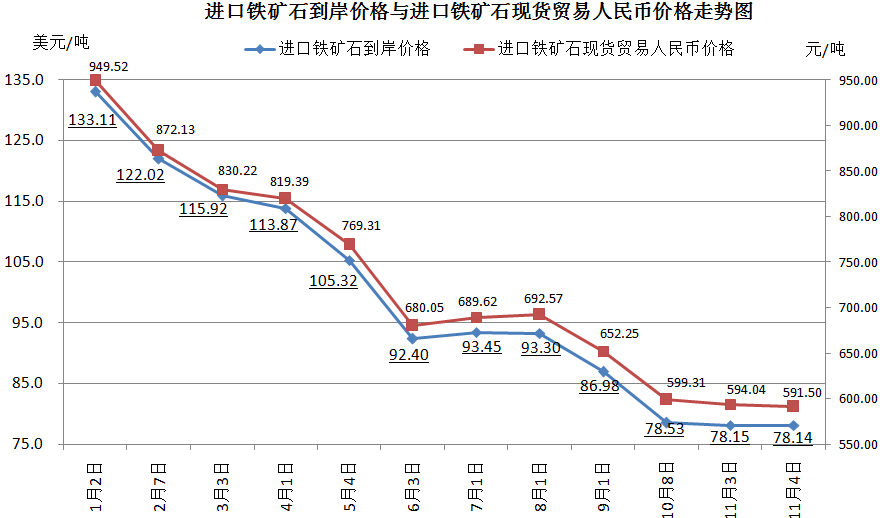 进口铁矿石到岸价格与进口铁矿石现货贸易人民币价格走势图
美元/吨
进口铁矿石到岸价格
进口铁矿石现货贸易人民币价格
元/吨
135.0
125.0
115.0
105.0
95.0
85.0
75.0
949.52
872.13
830.22
819.39
769.31
680.05
689.62
692.57
652.25
599.31
594.04
591.50
133.11
122.02
115.92
113.87
105.32
92.40
93.45
93.30
86.98
78.53
78.15
78.14
950.00
900.00
850.00
800.00
750.00
700.00
650.00
600.00
550.00
1月2日
2月7日
3月3日
4月1日
5月4日
6月3日
7月1日
8月1日
9月1日
10月8日
11月3日
11月4日